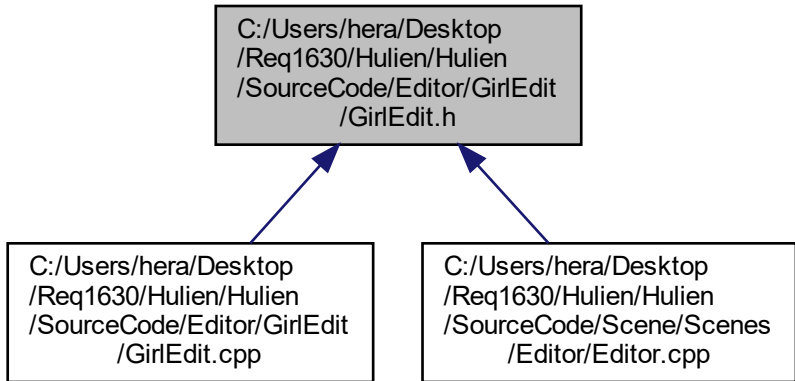 C:/Users/hera/Desktop
/Req1630/Hulien/Hulien
/SourceCode/Editor/GirlEdit
/GirlEdit.h
C:/Users/hera/Desktop
/Req1630/Hulien/Hulien
/SourceCode/Editor/GirlEdit
/GirlEdit.cpp
C:/Users/hera/Desktop
/Req1630/Hulien/Hulien
/SourceCode/Scene/Scenes
/Editor/Editor.cpp